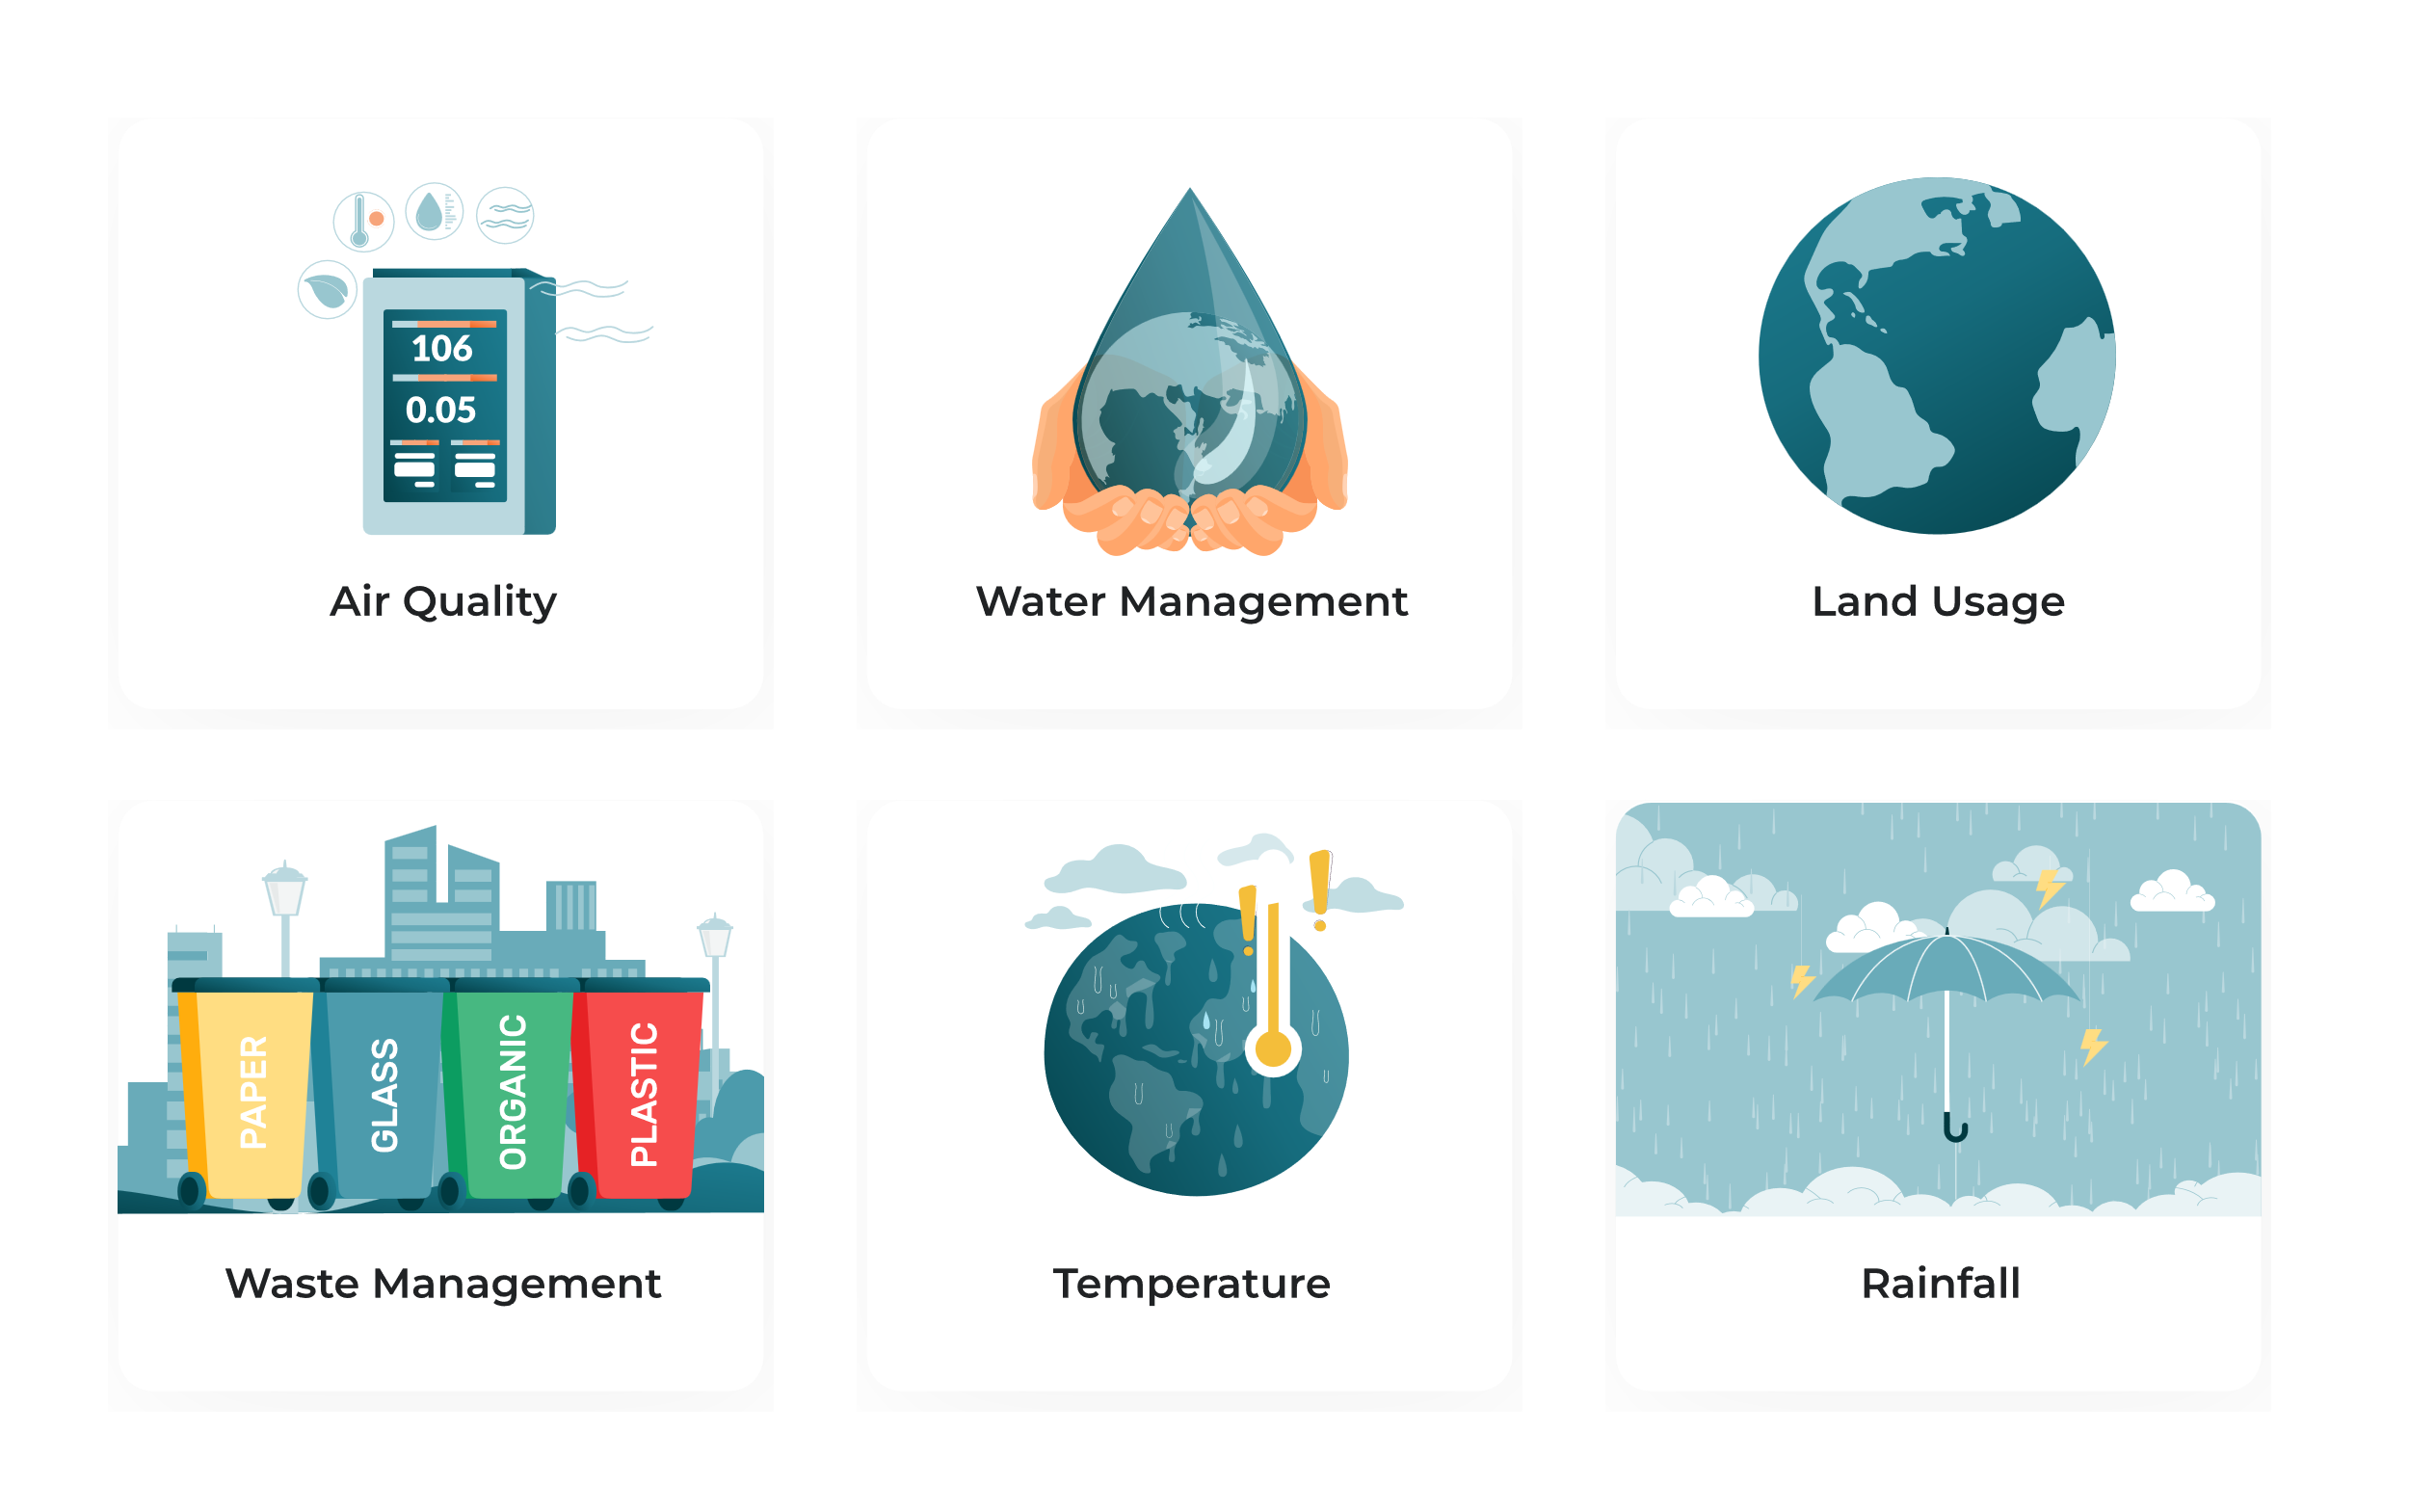 106
0.05
Air Quality
Water Management
Land Usage
PAPER
GLASS
ORGANIC
PLASTIC
Waste Management
Temperature
Rainfall